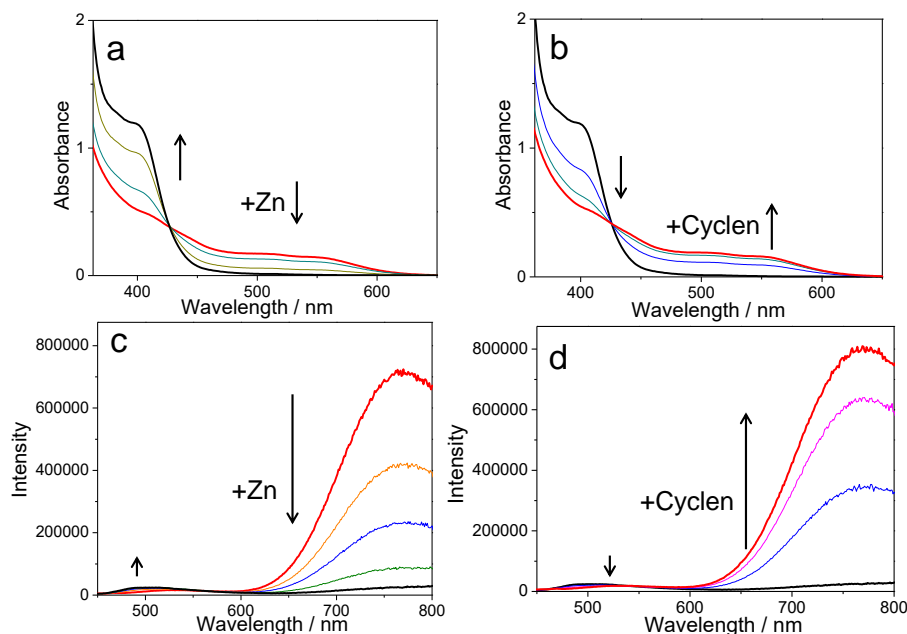 a
+Zn
Absorbance
0
1
2
400
500
600
Wavelength / nm
b
+Cyclen
Absorbance
0
1
2
400
500
600
Wavelength / nm
c
+Zn
Intensity
0
200000
400000
600000
800000
500
600
700
800
Wavelength / nm
d
+Cyclen
Intensity
0
200000
400000
600000
800000
500
600
700
800
Wavelength / nm